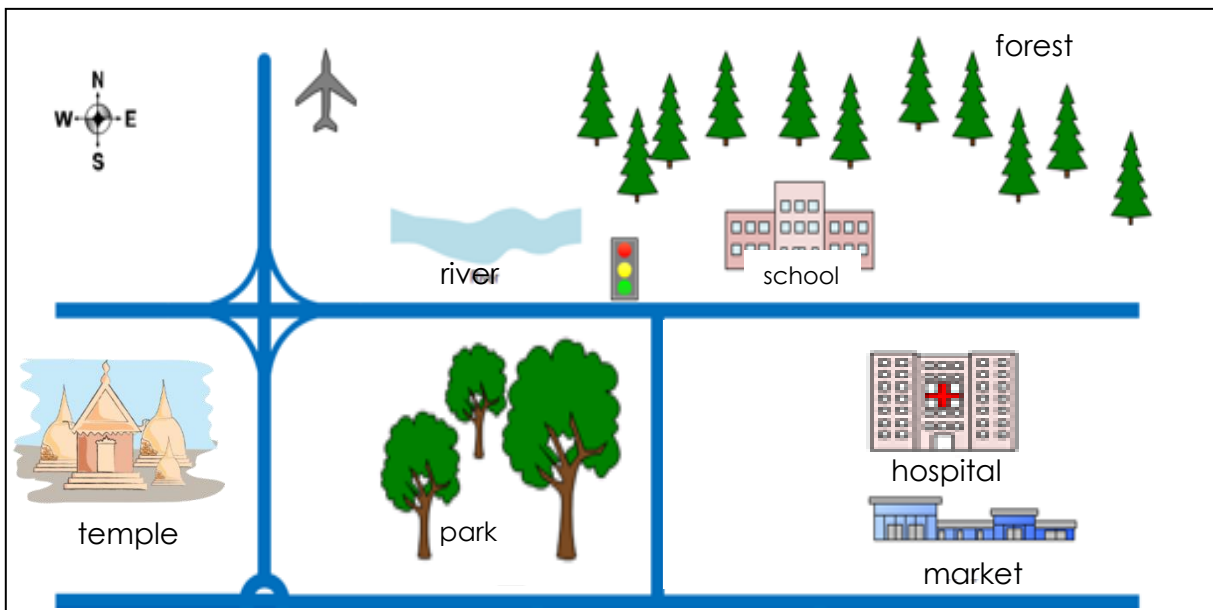 forest
N
W E
S
river
school
hospital
temple
park
market